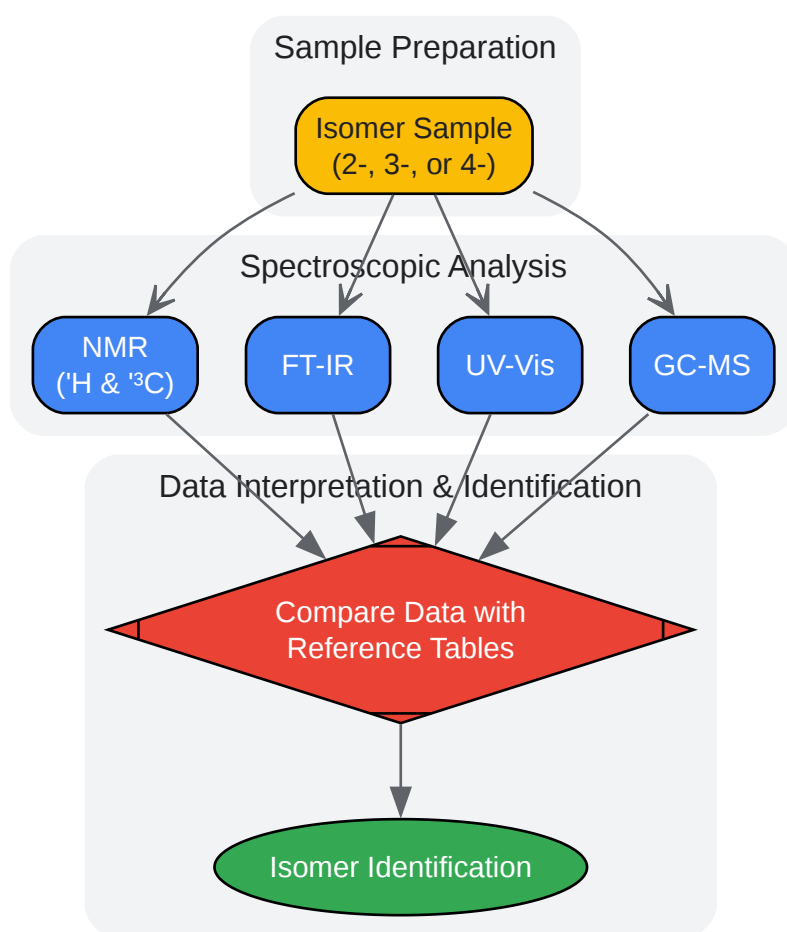 Sample Preparation
Isomer Sample
(2-, 3-, or 4-)
Spectroscopic Analysis
NMR
('H & '³C)
FT-IR
UV-Vis
GC-MS
Data Interpretation & Identification
Compare Data with
Reference Tables
Isomer Identification